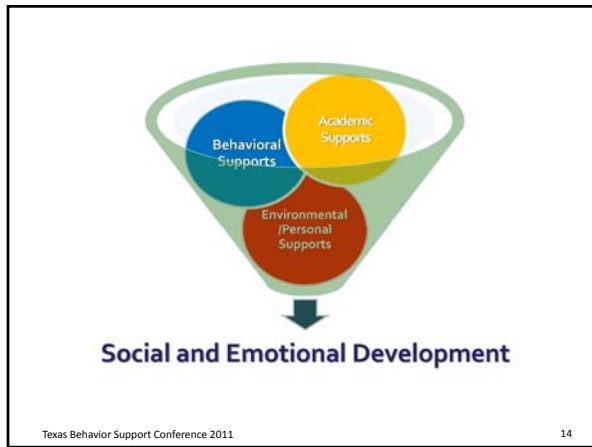 Behavioral
Supports
Academic
Supports
Environmental
/Personal
Supports
Social and Emotional Development
Texas Behavior Support Conference 2011
14